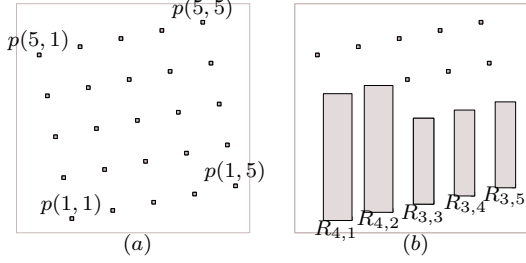 p(5, 5)
p(5, 1)
p(1, 5)
p(1, 1)
(a)
R4,1
R4,2
R3,3
R3,4
R3,5
(b)